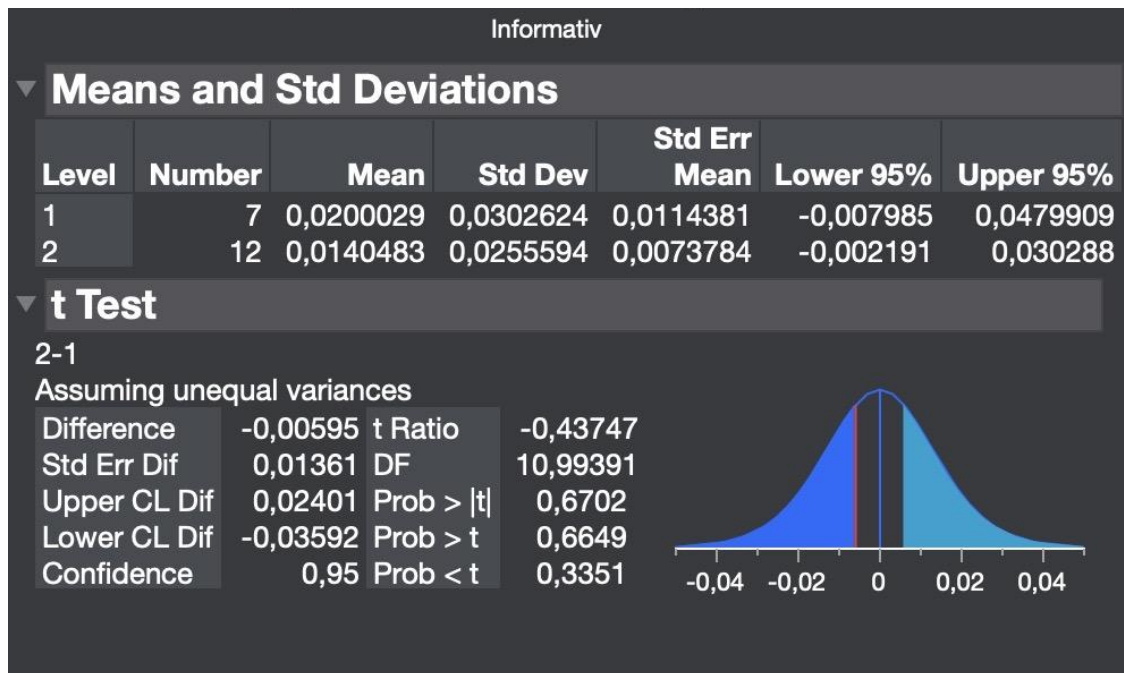 Informativ
Means and Std Deviations
Std Err
Level Number Mean Std Dev Mean Lower 95% Upper 95%
1 7 0,0200029 0,0302624 0,0114381 -0,007985 0,0479909
2 12 0,0140483 0,0255594 0,0073784 -0,002191 0,030288
t Test
2-1
Assuming unequal variances
Difference -0,00595 t Ratio -0,43747
Std Err Dif 0,01361 DF 10,99391
Upper CL Dif 0,02401 Prob > |t| 0,6702
Lower CL Dif -0,03592 Prob > t 0,6649
Confidence 0,95 Prob < t 0,3351
-0,04 -0,02 0 0,02 0,04